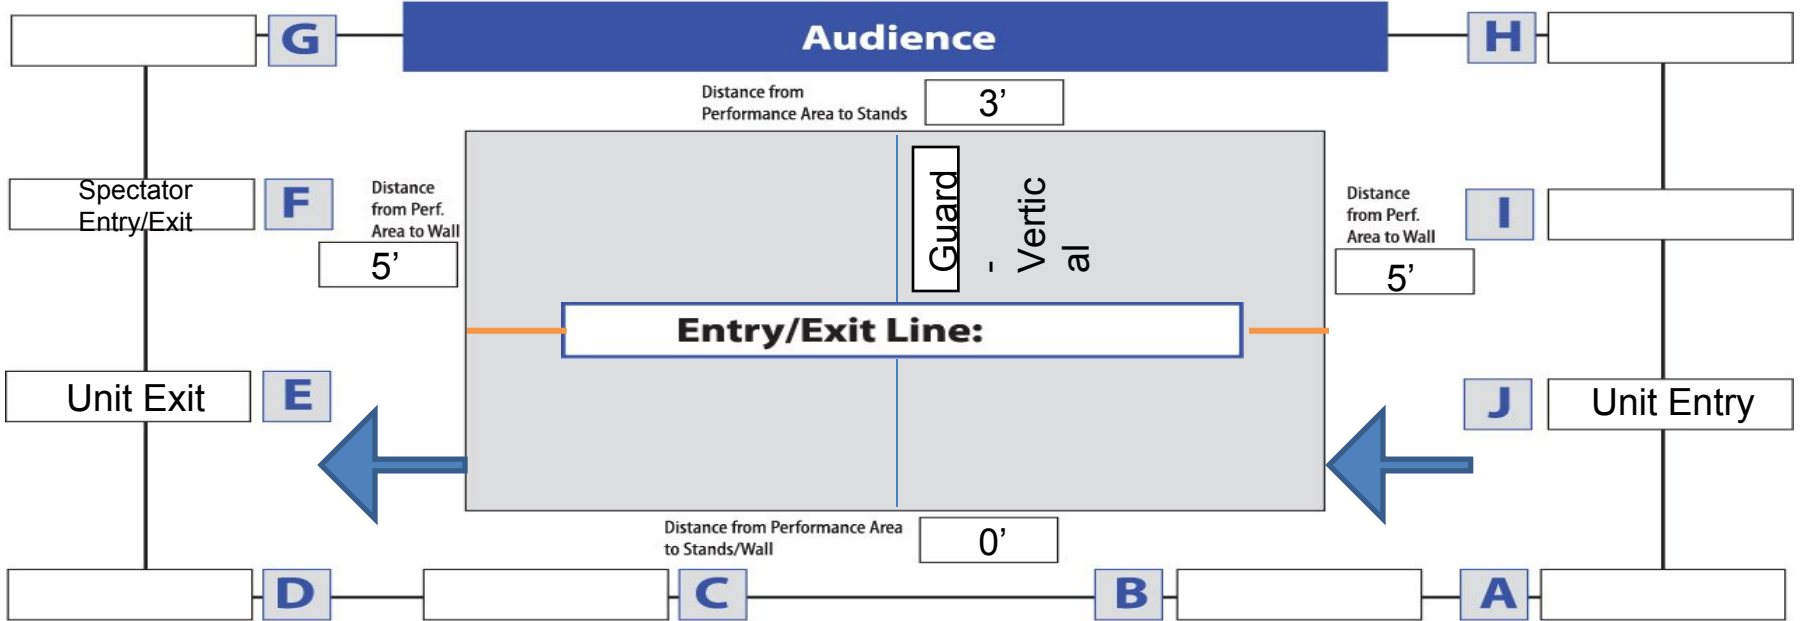 G
Audience
H
Distance from
Performance Area to Stands
3’
Spectator
Entry/Exit
F
Distance
from Perf.
Area to Wall
5’
Guard
-
Vertic
al
Distance
from Perf.
Area to Wall
5’
I
Entry/Exit Line:
Unit Exit
E
J
Unit Entry
Distance from Performance Area
to Stands/Wall
0’
D
C
B
A